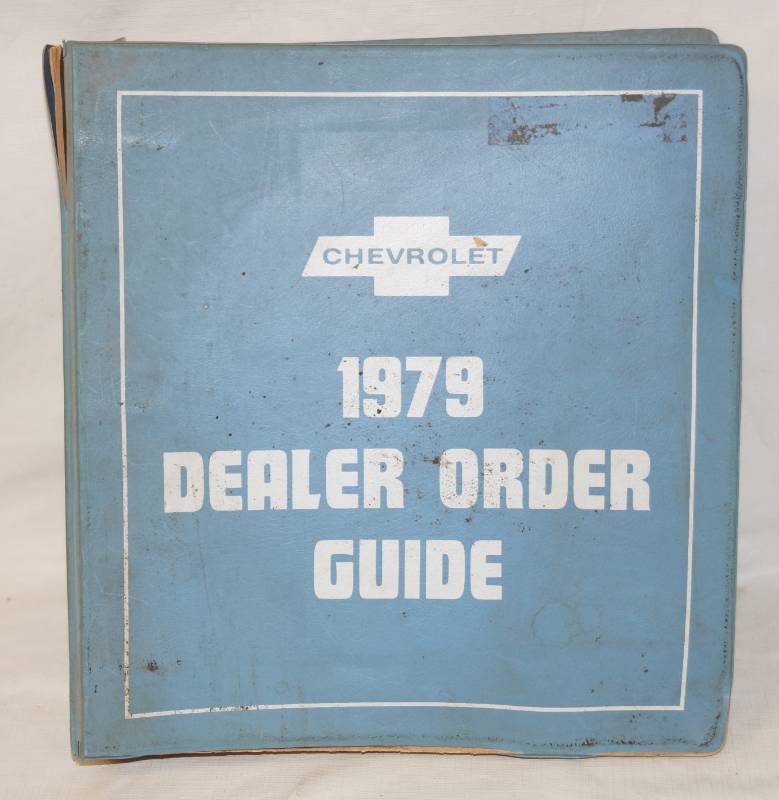 CHEVROLET
1979
DEALER ORDER
GUIDE